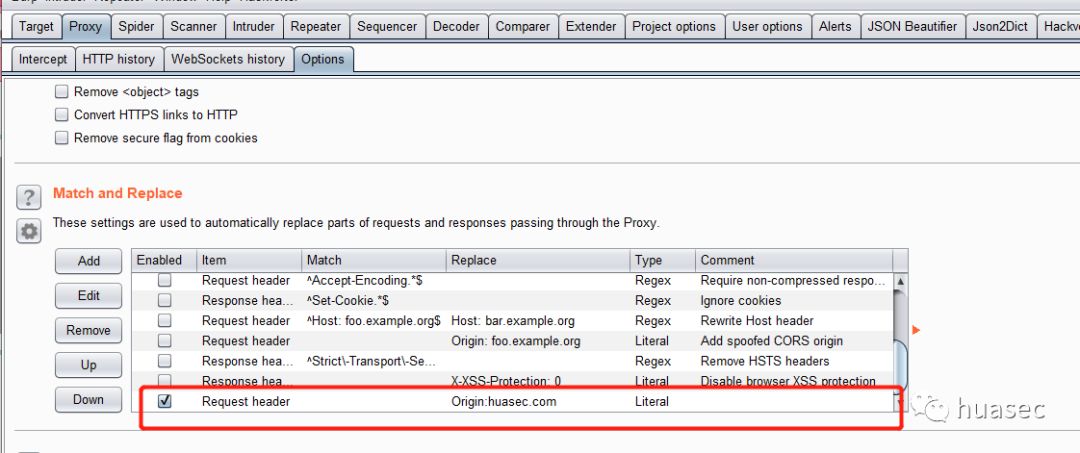 Target Proxy Spider Scanner Intruder Repeater Sequencer Decoder Comparer Extender Project options User options Alerts JSON Beautifier Json2Dict
Intercept HTTP history WebSockets history Options
Remove <object> tags
Convert HTTPS links to HTTP
Remove secure flag from cookies
? Match and Replace
These settings are used to automatically replace parts of requests and responses passing through the Proxy.
Add Enabled Item Match Replace Type Comment
Request header ^Accept-Encoding.*$ Regex Require non-compressed respo...
Edit Response hea... ^Set-Cookie.*$ Regex Ignore cookies
Remove Request header ^Host: foo.example.org$ Host: bar.example.org Regex Rewrite Host header
Request header Origin: foo.example.org Literal Add spoofed CORS origin
Up Response hea... ^Strict\-Transport\-Se... Regex Remove HSTS headers
Response hea... X-XSS-Protection: 0 Literal Disable browser XSS protection
Down Request header Origin:huasec.com Literal
huasec